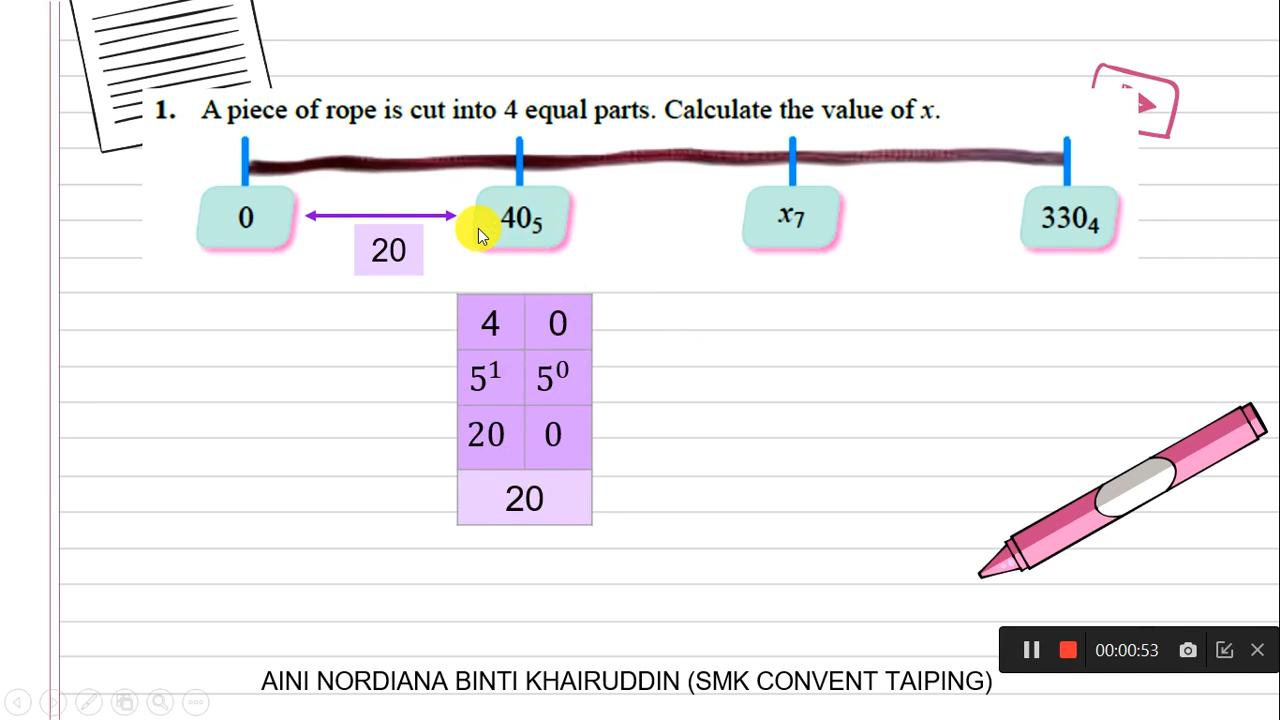 1. A piece of rope is cut into 4 equal parts. Calculate the value of x.
0 40₅ x₇ 330₄
20
4 0
5¹ 5⁰
20 0
20
00:00:53
AINI NORDIANA BINTI KHAIRUDDIN (SMK CONVENT TAIPING)